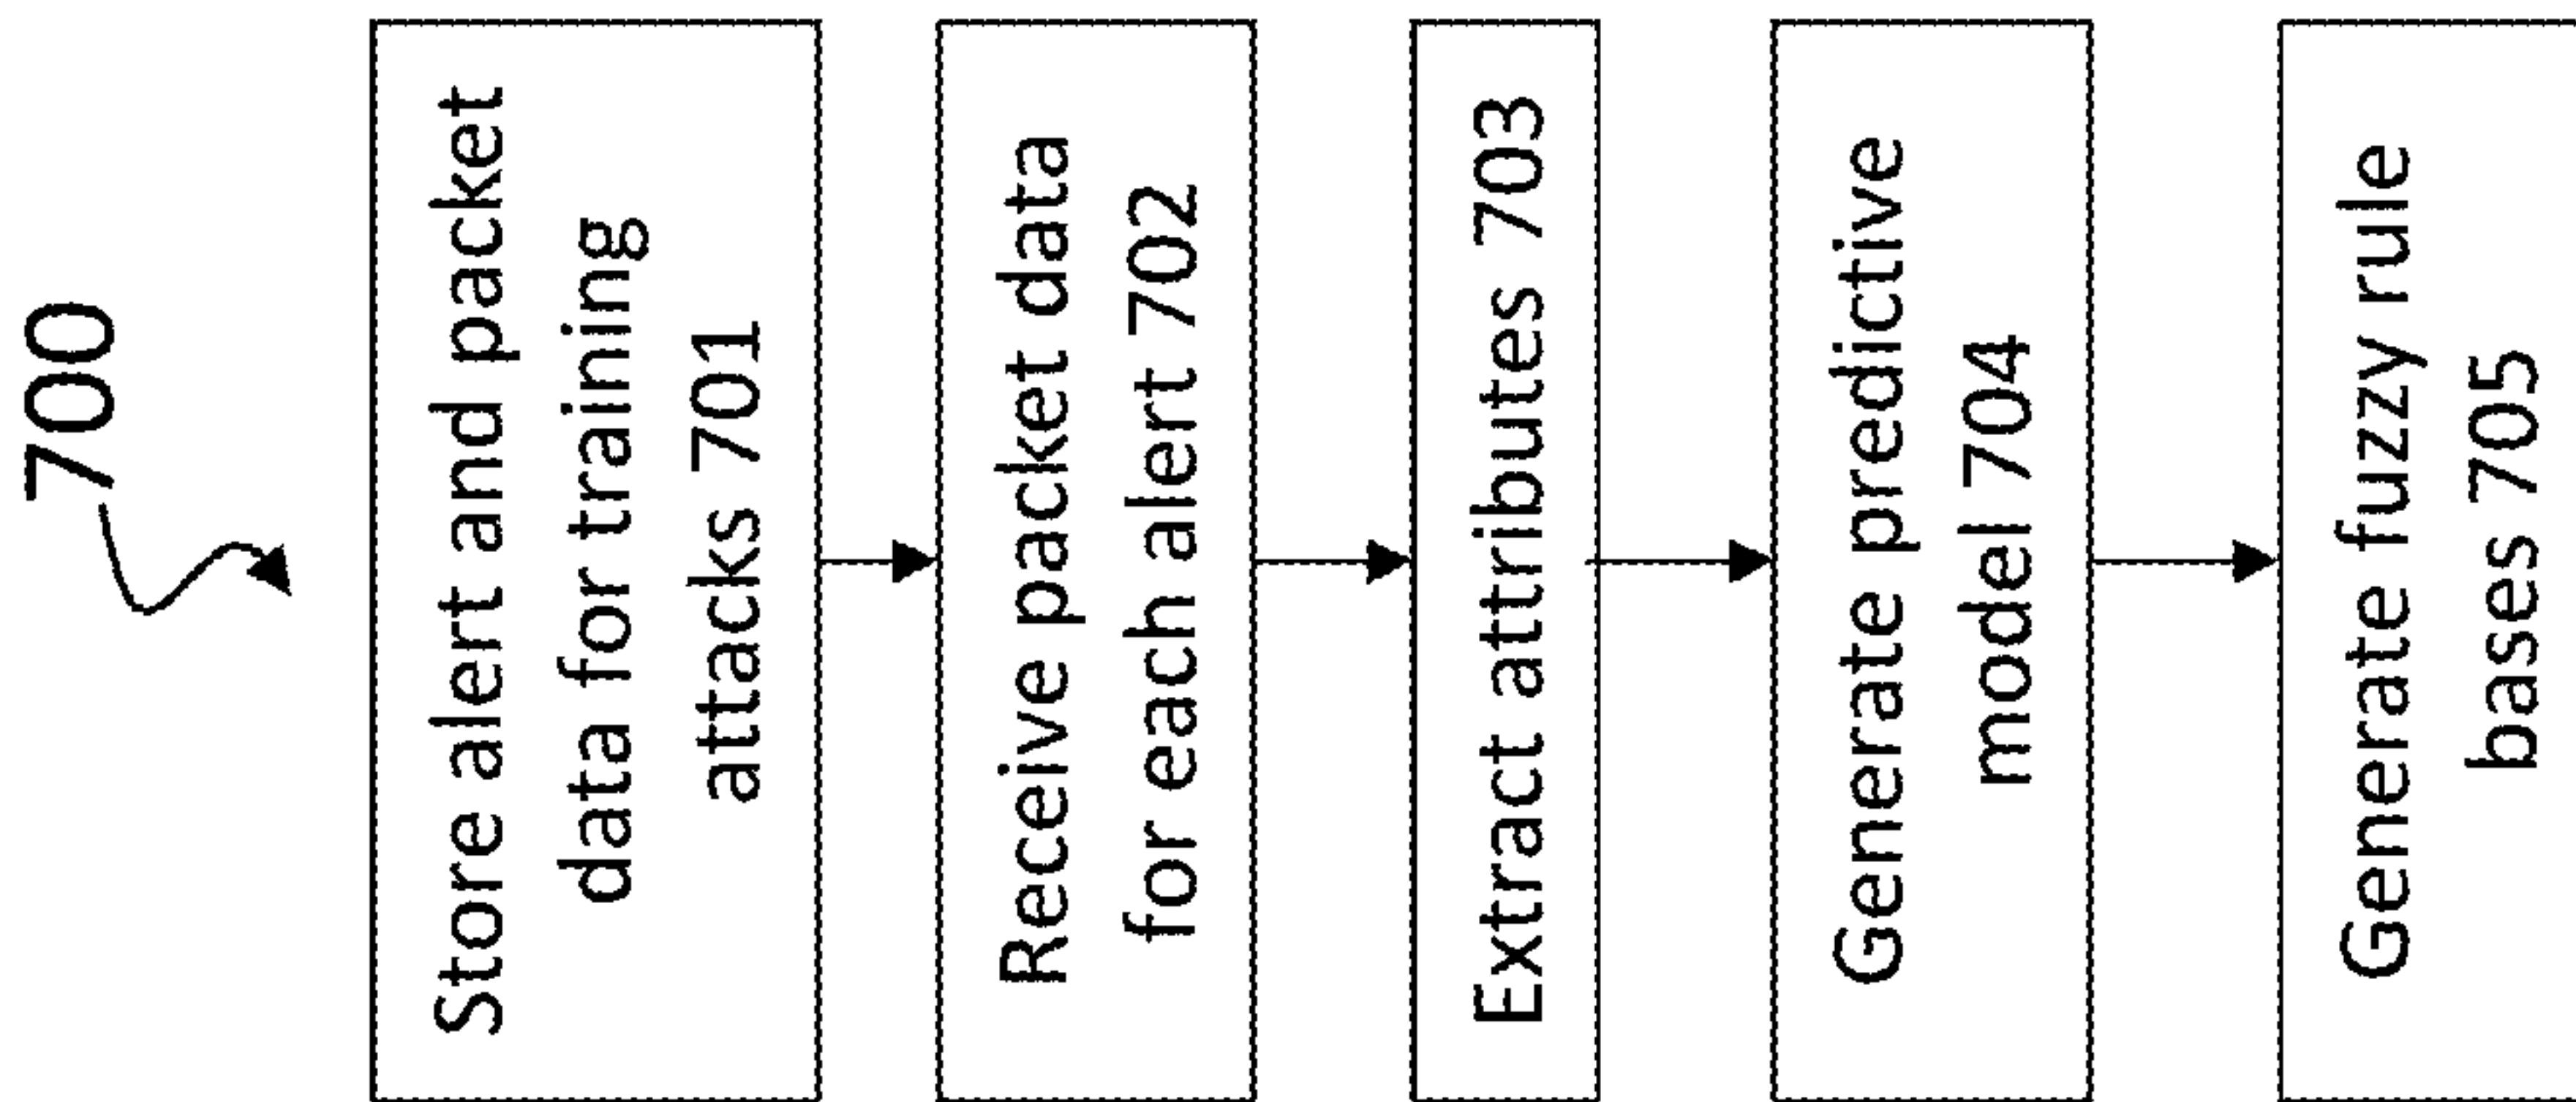 700
Store alert and packet
data for training
attacks 701
Receive packet data
for each alert 702
Extract attributes 703
Generate predictive
model 704
Generate fuzzy rule
bases 705